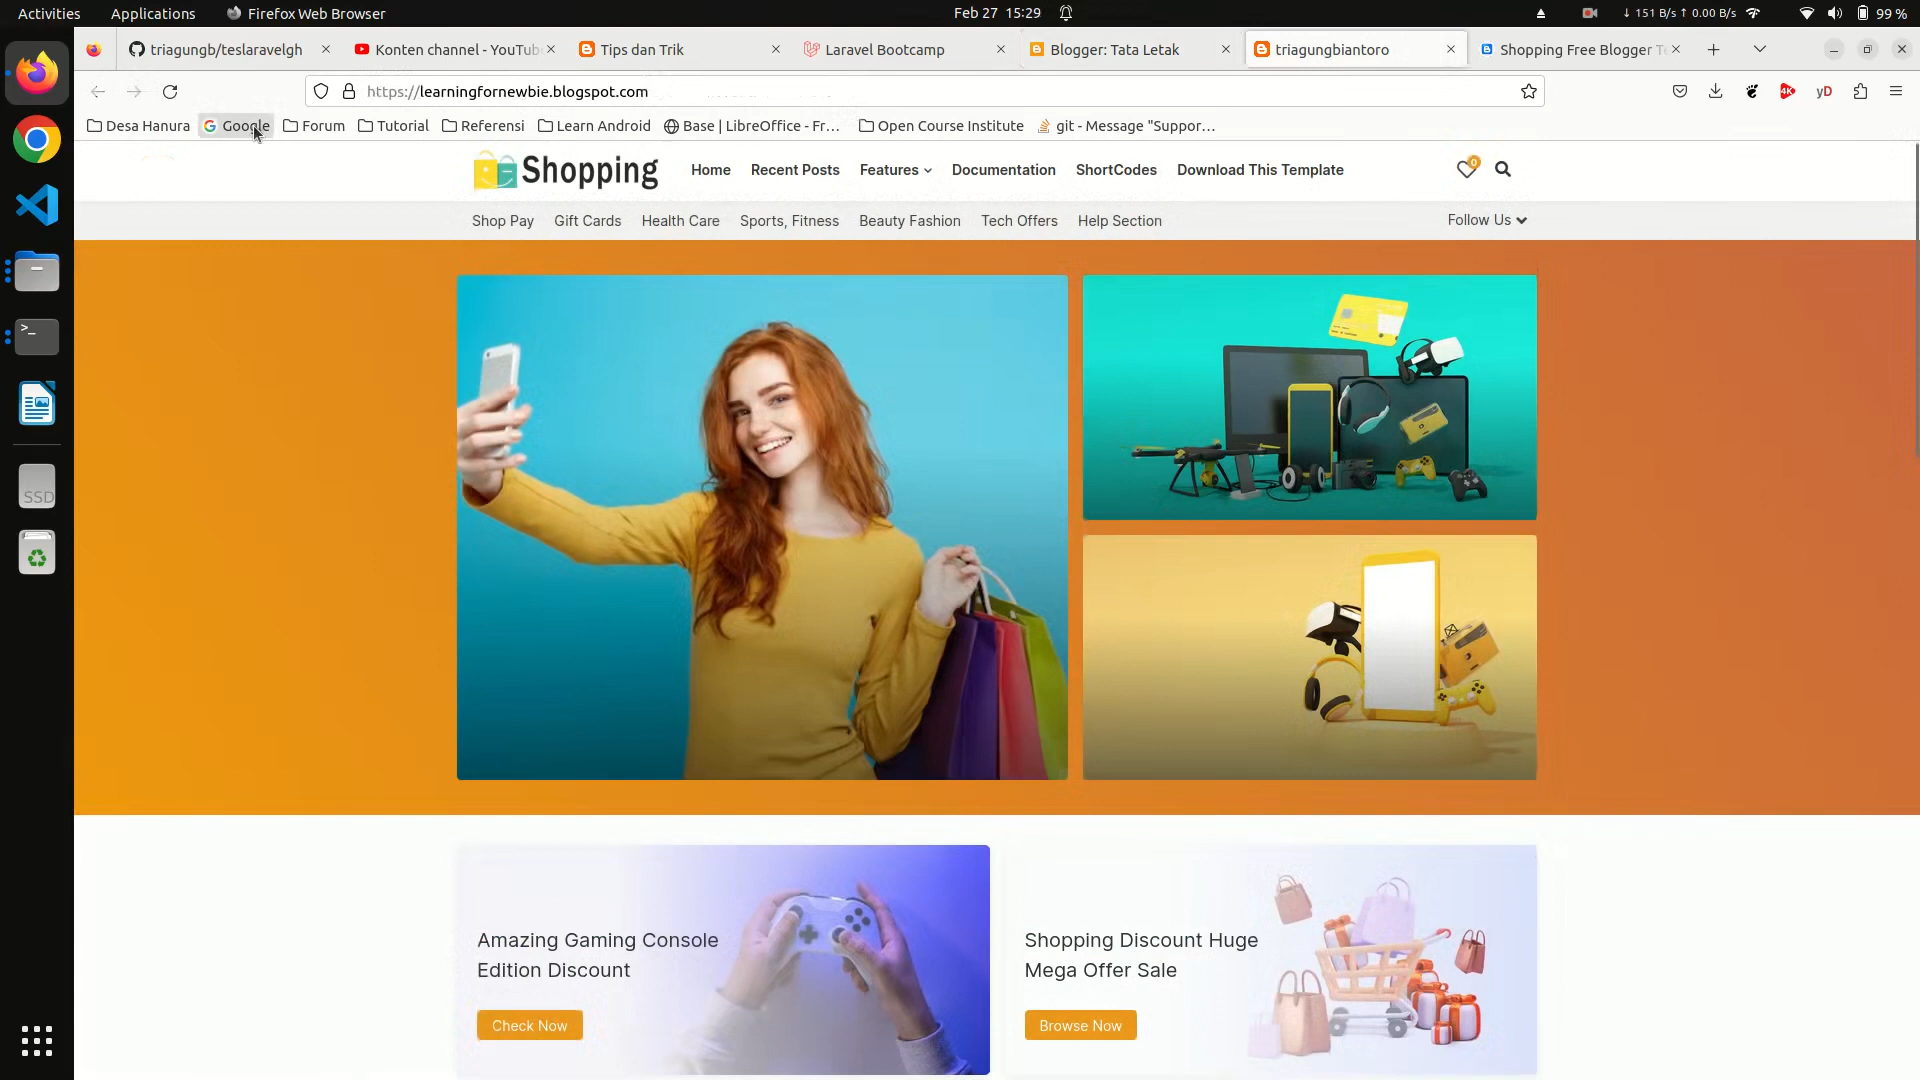 Activities Applications Firefox Web Browser Feb 27 15:29 ↓ 151 B/s ↑ 0.00 B/s 99 %
triagungb/teslaravelgh Konten channel - YouTub Tips dan Trik Laravel Bootcamp Blogger: Tata Letak triagungbiantoro Shopping Free Blogger T
https://learningfornewbie.blogspot.com 4K yD
Desa Hanura Google Forum Tutorial Referensi Learn Android Base | LibreOffice - Fr… Open Course Institute git - Message "Suppor…
Shopping Home Recent Posts Features Documentation ShortCodes Download This Template 0
Shop Pay Gift Cards Health Care Sports, Fitness Beauty Fashion Tech Offers Help Section Follow Us
>_
SSD
Amazing Gaming Console
Edition Discount
Check Now
Shopping Discount Huge
Mega Offer Sale
Browse Now